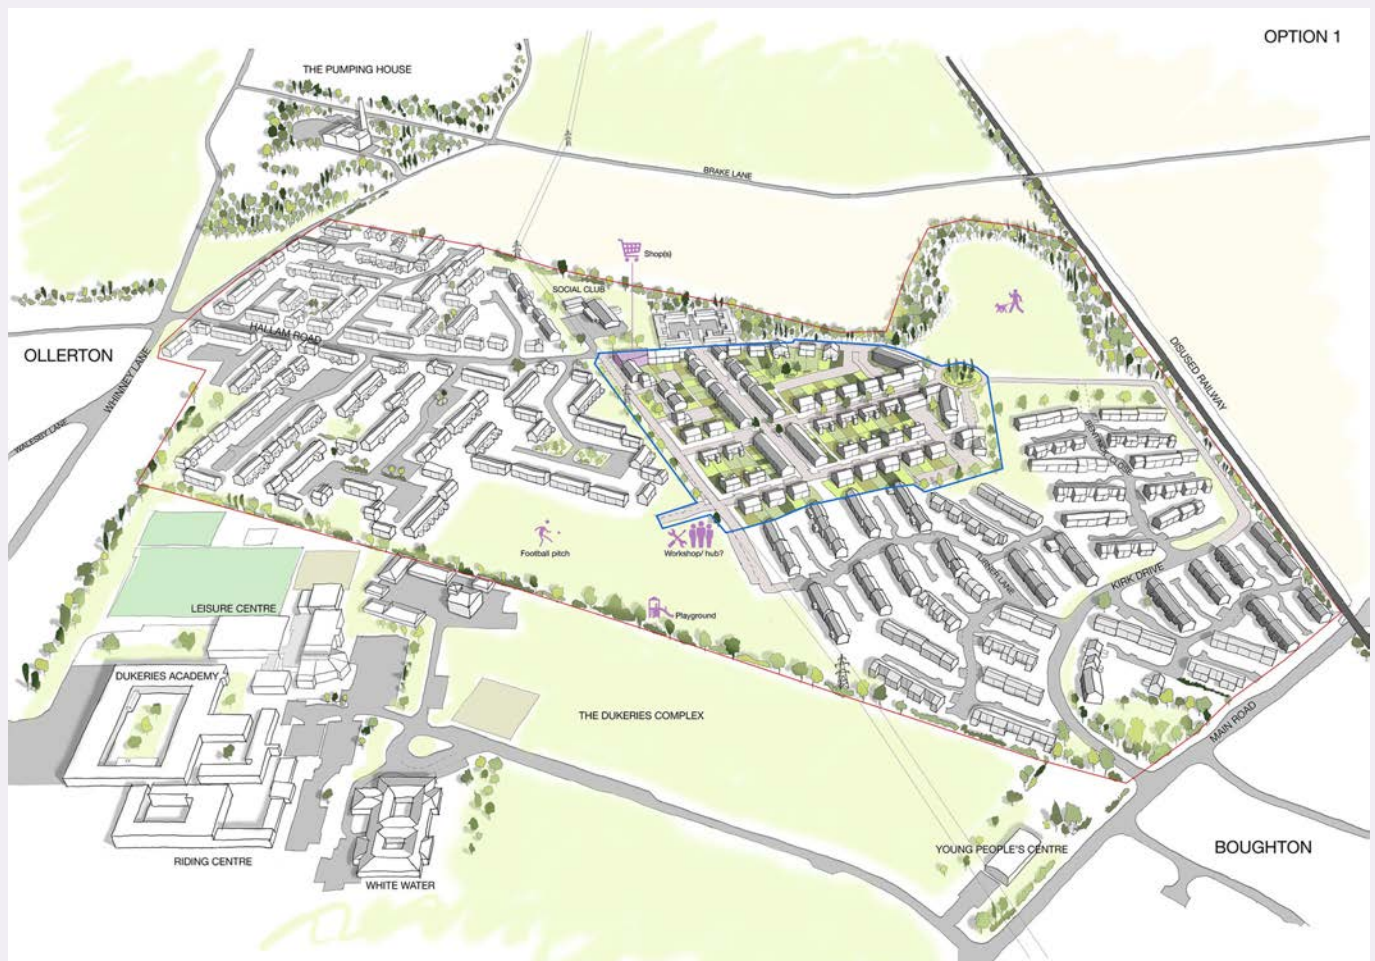 OPTION 1
THE PUMPING HOUSE
BRAKE LANE
Shop(s)
SOCIAL CLUB
HALLAM ROAD
OLLERTON
WHINNEY LANE
WALESBY LANE
DISUSED RAILWAY
Football pitch
Workshop/ hub?
KIRK DRIVE
Playground
LEISURE CENTRE
DUKERIES ACADEMY
THE DUKERIES COMPLEX
MAIN ROAD
YOUNG PEOPLE'S CENTRE
BOUGHTON
RIDING CENTRE
WHITE WATER